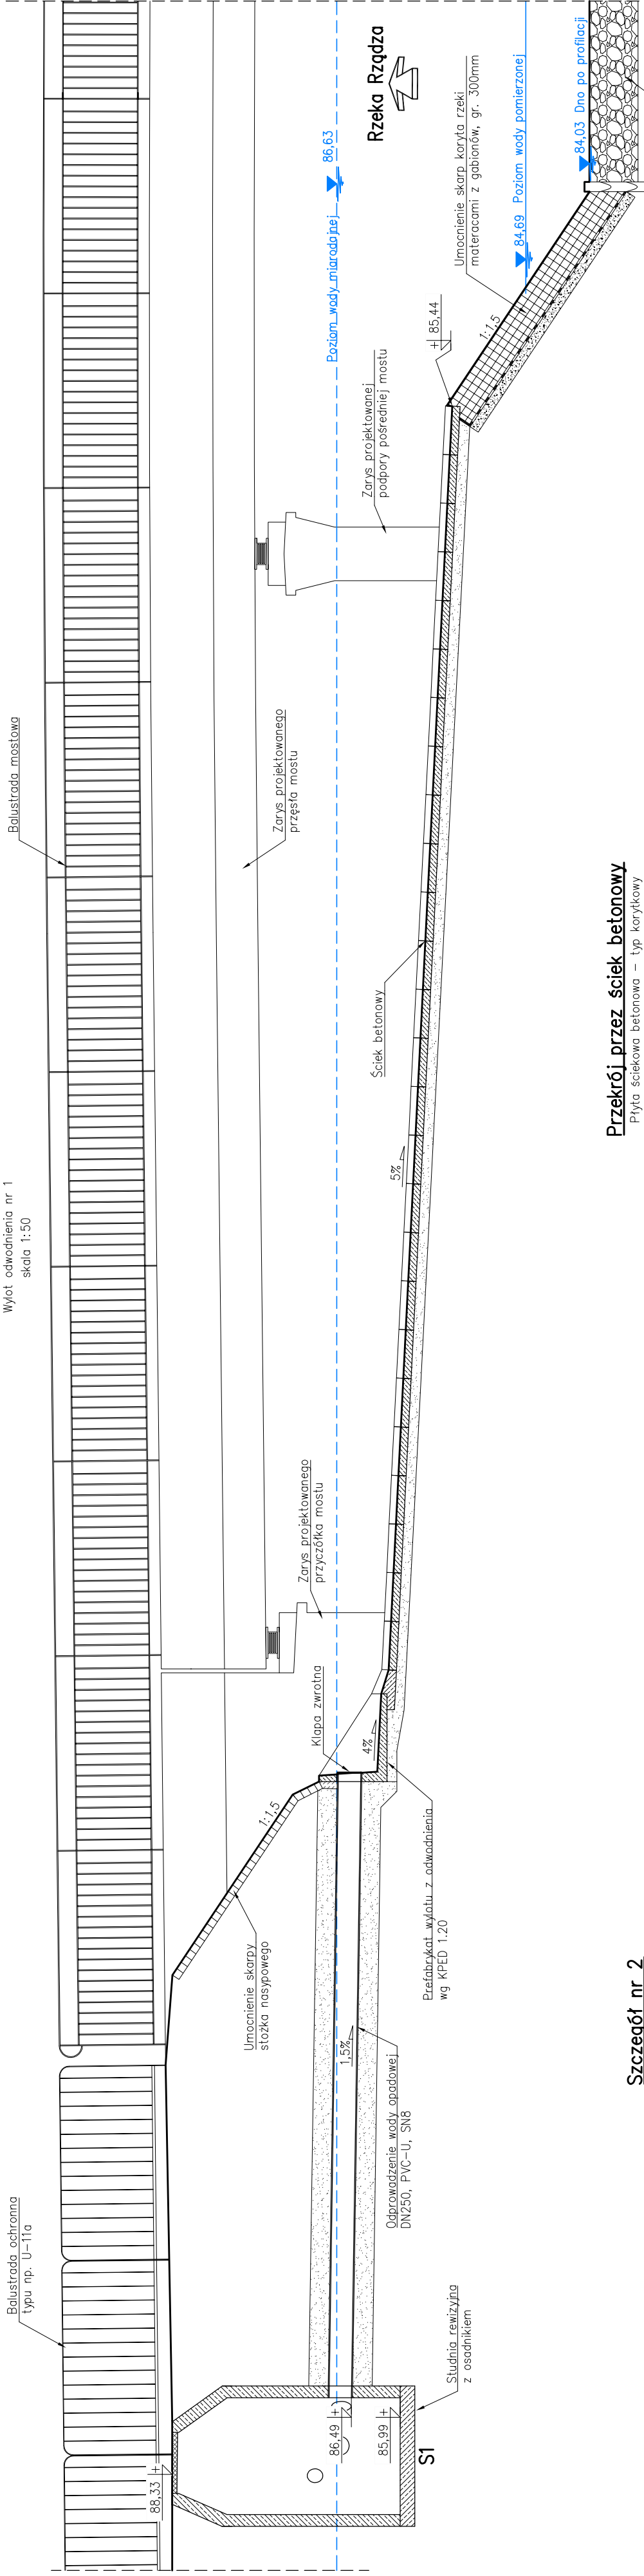 Wylot odwodnienia nr 1
skala 1:50
Balustrada ochronna
typu np. U-11a
Balustrada mostowa
88,33
86,49
85,99
S1
Studnia rewizyjna
z osadnikiem
Umocnienie skarpy
stożka nasypowego
1:1,5
1,5%
Odprowadzenie wody opadowej
DN250, PVC-U, SN8
Klapa zwrotna
4%
Prefabrykat wylotu z odwodnienia
wg KPED 1.20
Zarys projektowanego
przyczółka mostu
5%
Ściek betonowy
Zarys projektowanego
przęsła mostu
Zarys projektowanej
podpory pośredniej mostu
Poziom wody miarodajnej
86,63
Rzeka Rządza
85,44
1:1,5
Umocnienie skarp koryta rzeki
materacami z gabionów, gr. 300mm
84,69 Poziom wody pomierzonej
84,03 Dno po profilacji
Szczegół nr 2
Przekrój przez ściek betonowy
Płyta ściekowa betonowa - typ korytkowy